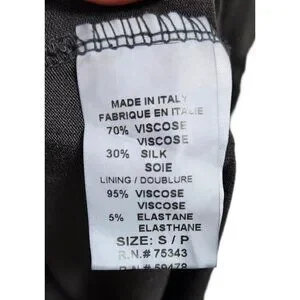 MADE IN ITALY
FABRIQUE EN ITALIE
70% VISCOSE
VISCOSE
30% SILK
SOIE
LINING / DOUBLURE
95% VISCOSE
VISCOSE
5% ELASTANE
ELASTHANE
SIZE: S / P
R.N.# 75343
R.N.# 59478